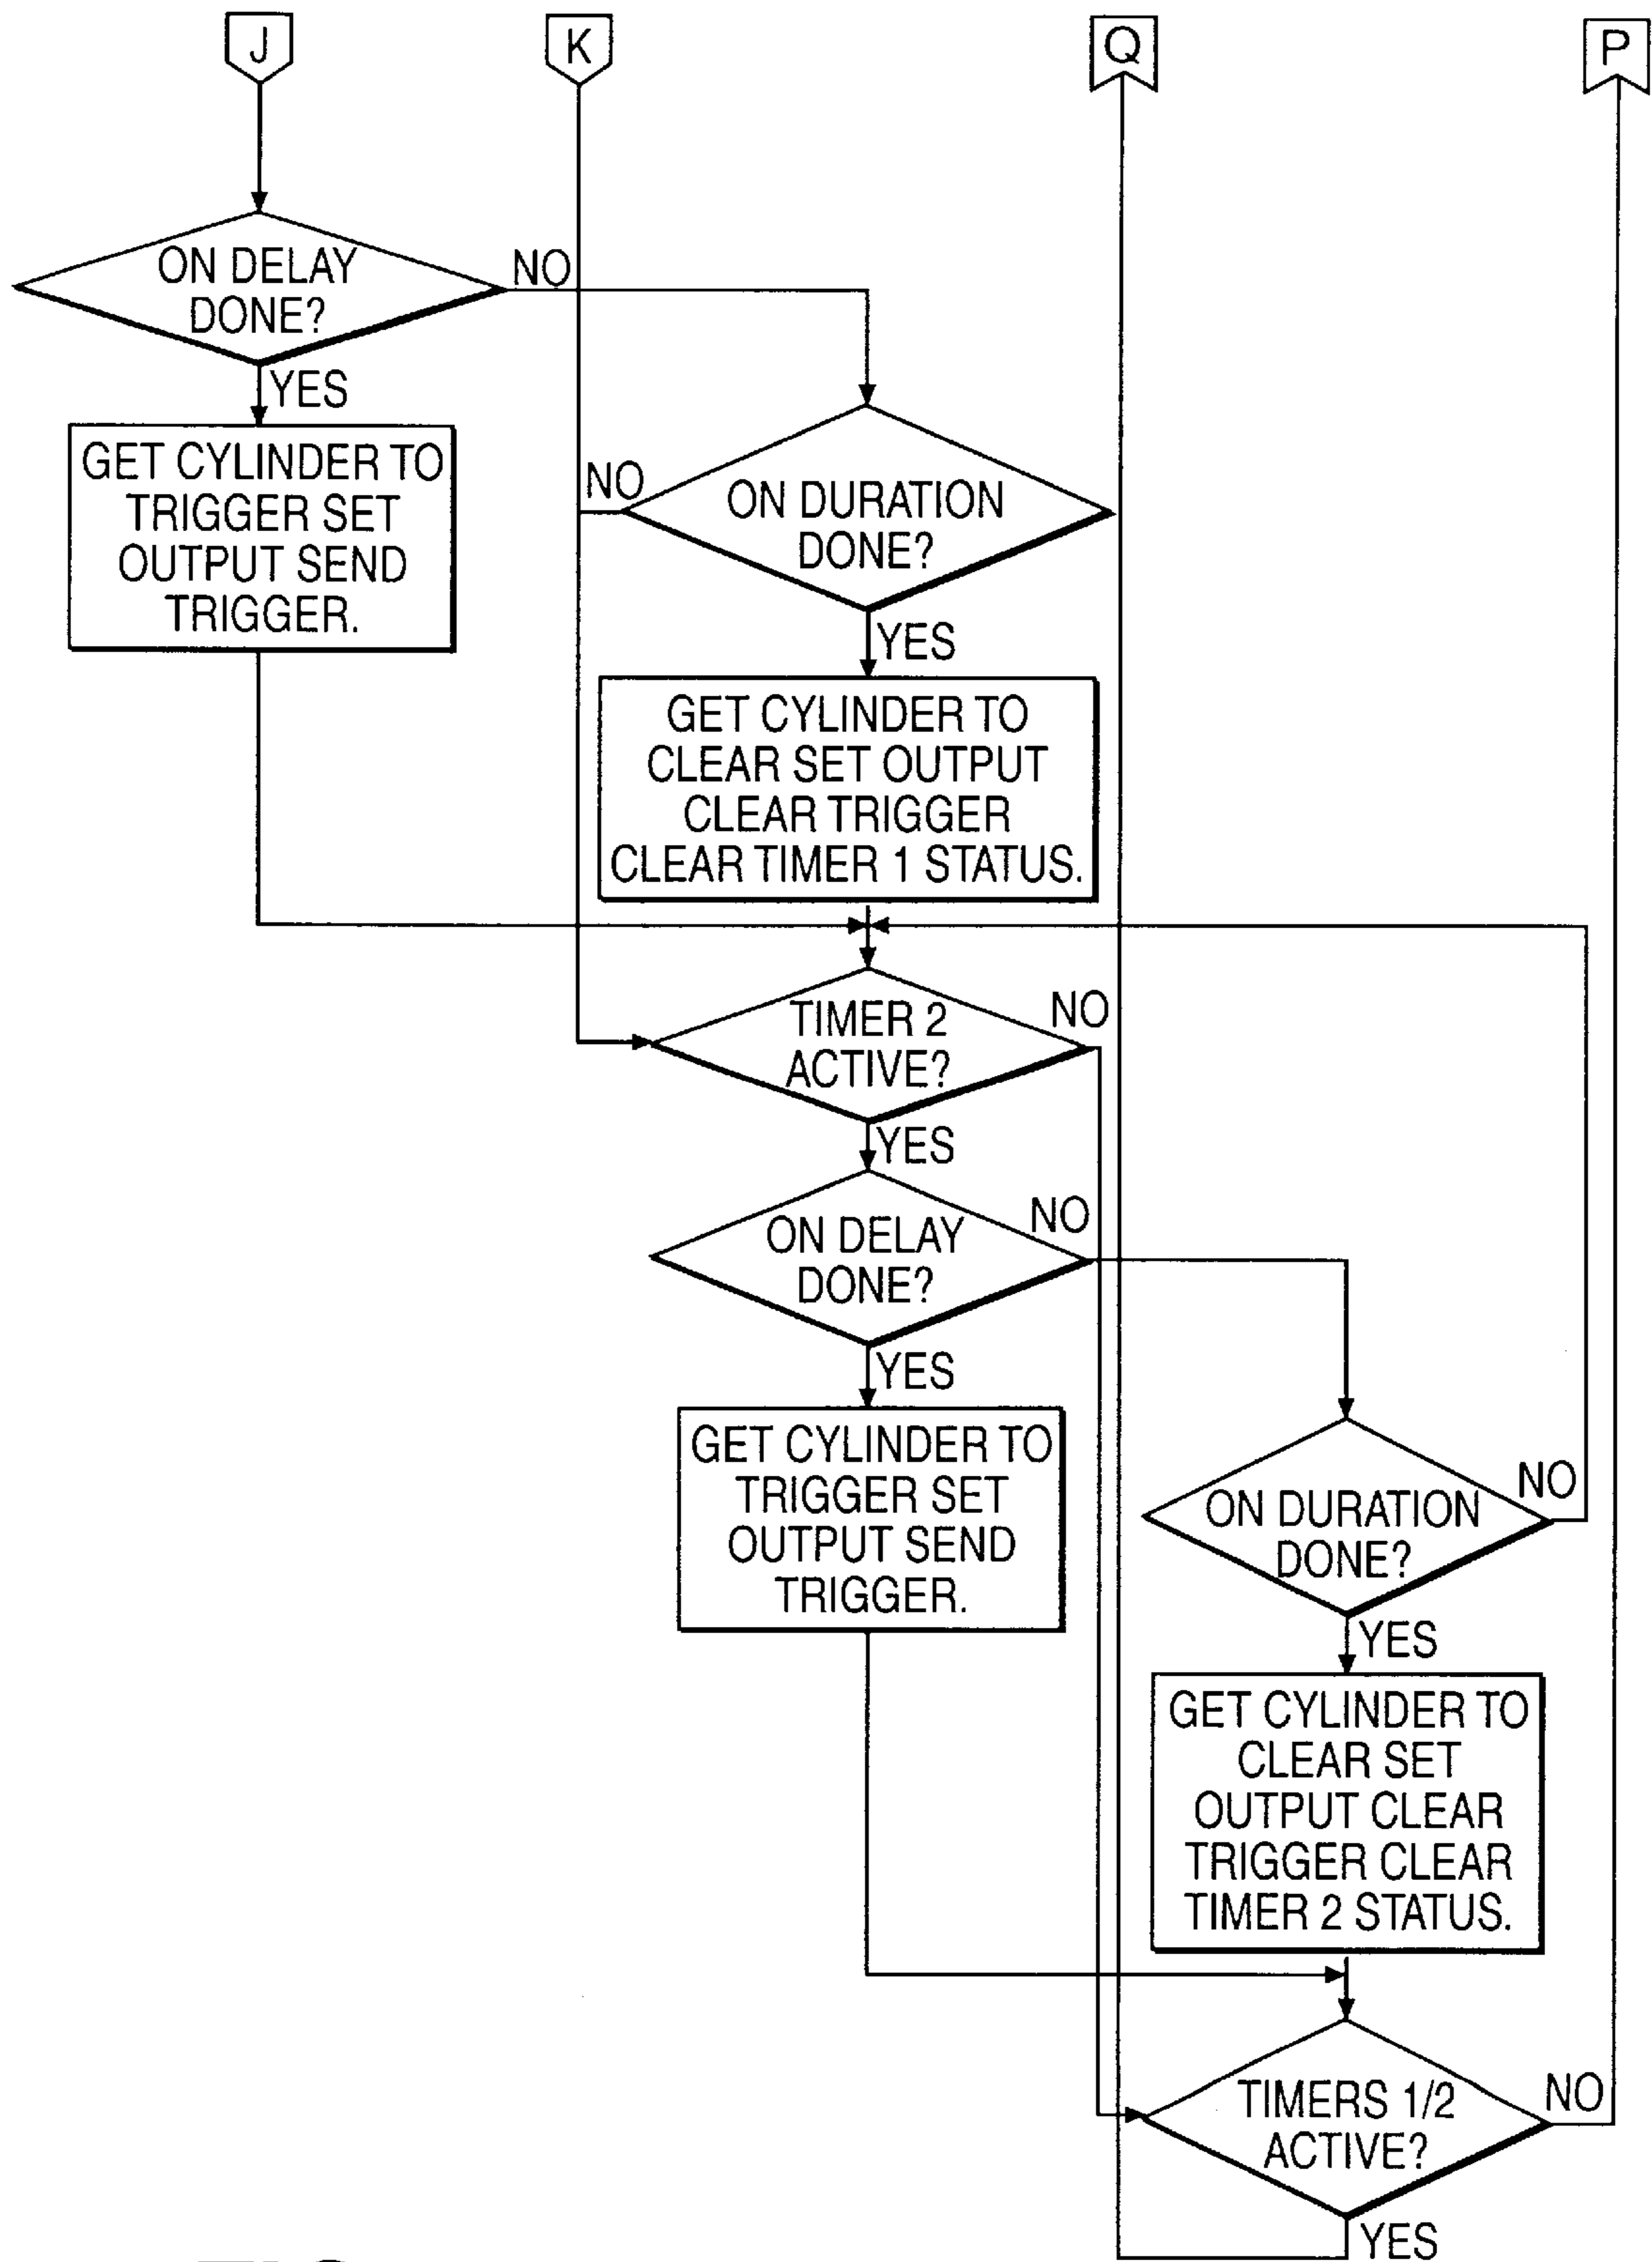 J
K
Q
P
ON DELAY
DONE?
NO
YES
GET CYLINDER TO
TRIGGER SET
OUTPUT SEND
TRIGGER.
NO
ON DURATION
DONE?
YES
GET CYLINDER TO
CLEAR SET OUTPUT
CLEAR TRIGGER
CLEAR TIMER 1 STATUS.
TIMER 2
ACTIVE?
NO
YES
ON DELAY
DONE?
NO
YES
GET CYLINDER TO
TRIGGER SET
OUTPUT SEND
TRIGGER.
ON DURATION
DONE?
NO
YES
GET CYLINDER TO
CLEAR SET
OUTPUT CLEAR
TRIGGER CLEAR
TIMER 2 STATUS.
TIMERS 1/2
ACTIVE?
NO
YES